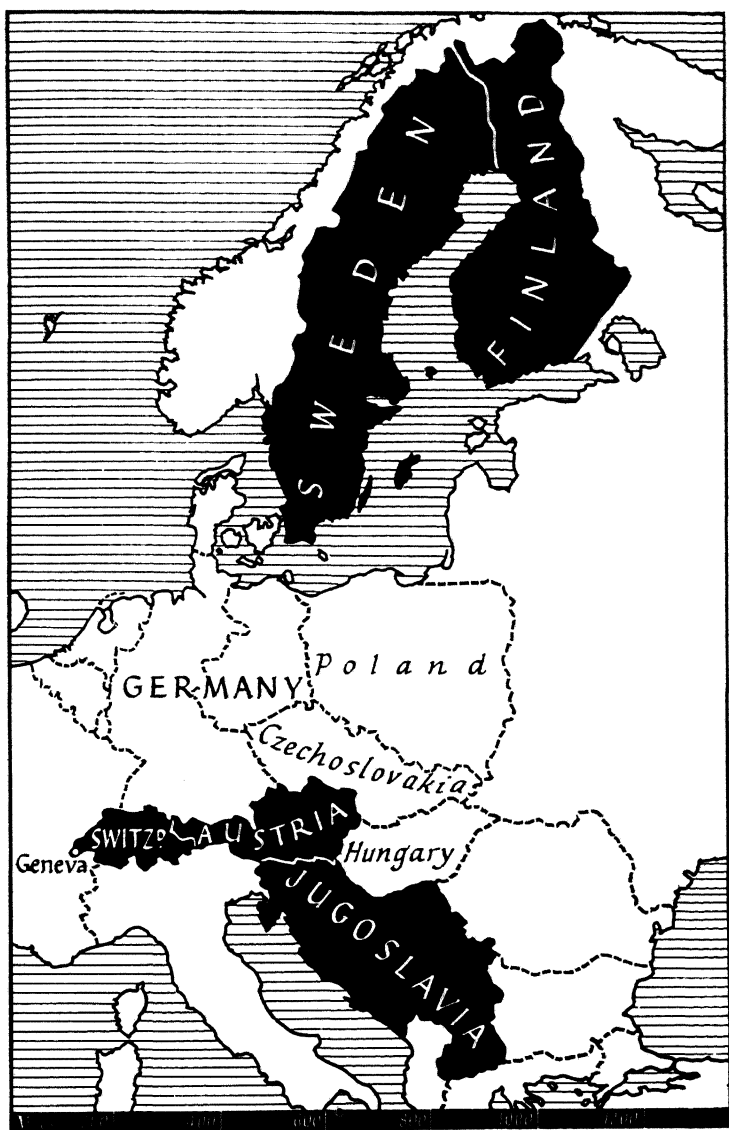 SWEDEN
FINLAND
GERMANY
Poland
Czechoslovakia
SWITZD
AUSTRIA
Geneva
Hungary
JUGOSLAVIA